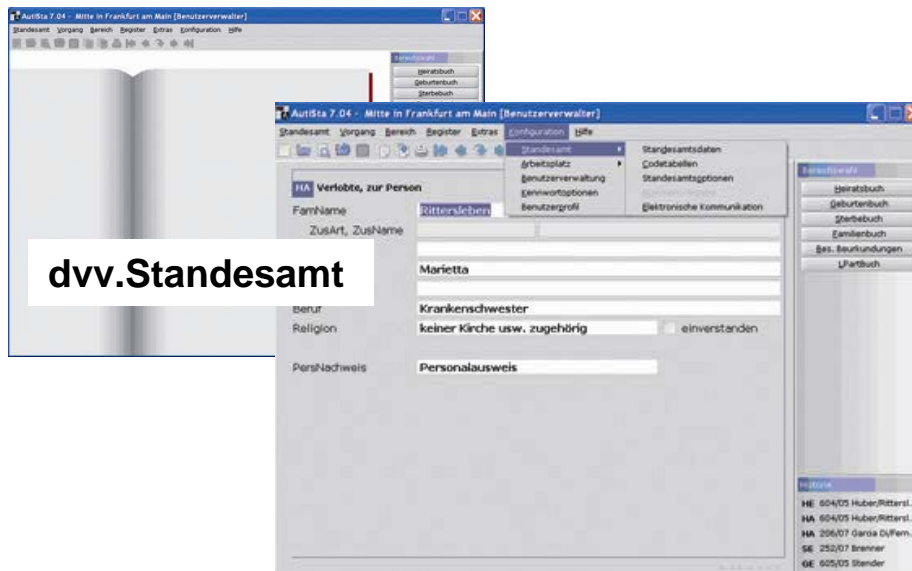 AutiSta 7.04 - Mitte in Frankfurt am Main [Benutzerverwalter]
Standesamt Vorgang Bereich Register Extras Konfiguration Hilfe
Bereichswahl
Heiratsbuch
Geburtenbuch
Sterbebuch
AutiSta 7.04 - Mitte in Frankfurt am Main [Benutzerverwalter]
Standesamt Vorgang Bereich Register Extras Konfiguration Hilfe
Standesamt
Arbeitsplatz
Benutzerverwaltung
Kennwortoptionen
Benutzerprofil
Standesamtsdaten
Codetabellen
Standesamtsoptionen
Elektronische Kommunikation
HA Verlobte, zur Person
FamName Rittersleben
ZusArt, ZusName
Marietta
Beruf Krankenschwester
Religion keiner Kirche usw. zugehörig einverstanden
PersNachweis Personalausweis
dvv.Standesamt
Bereichswahl
Heiratsbuch
Geburtenbuch
Sterbebuch
Familienbuch
Bes. Beurkundungen
LPartBuch
Historie
HE 604/05 Huber/Rittersl...
HA 604/05 Huber/Rittersl...
HA 206/07 Garcia Di/Fern...
SE 252/07 Brenner
GE 605/05 Stender